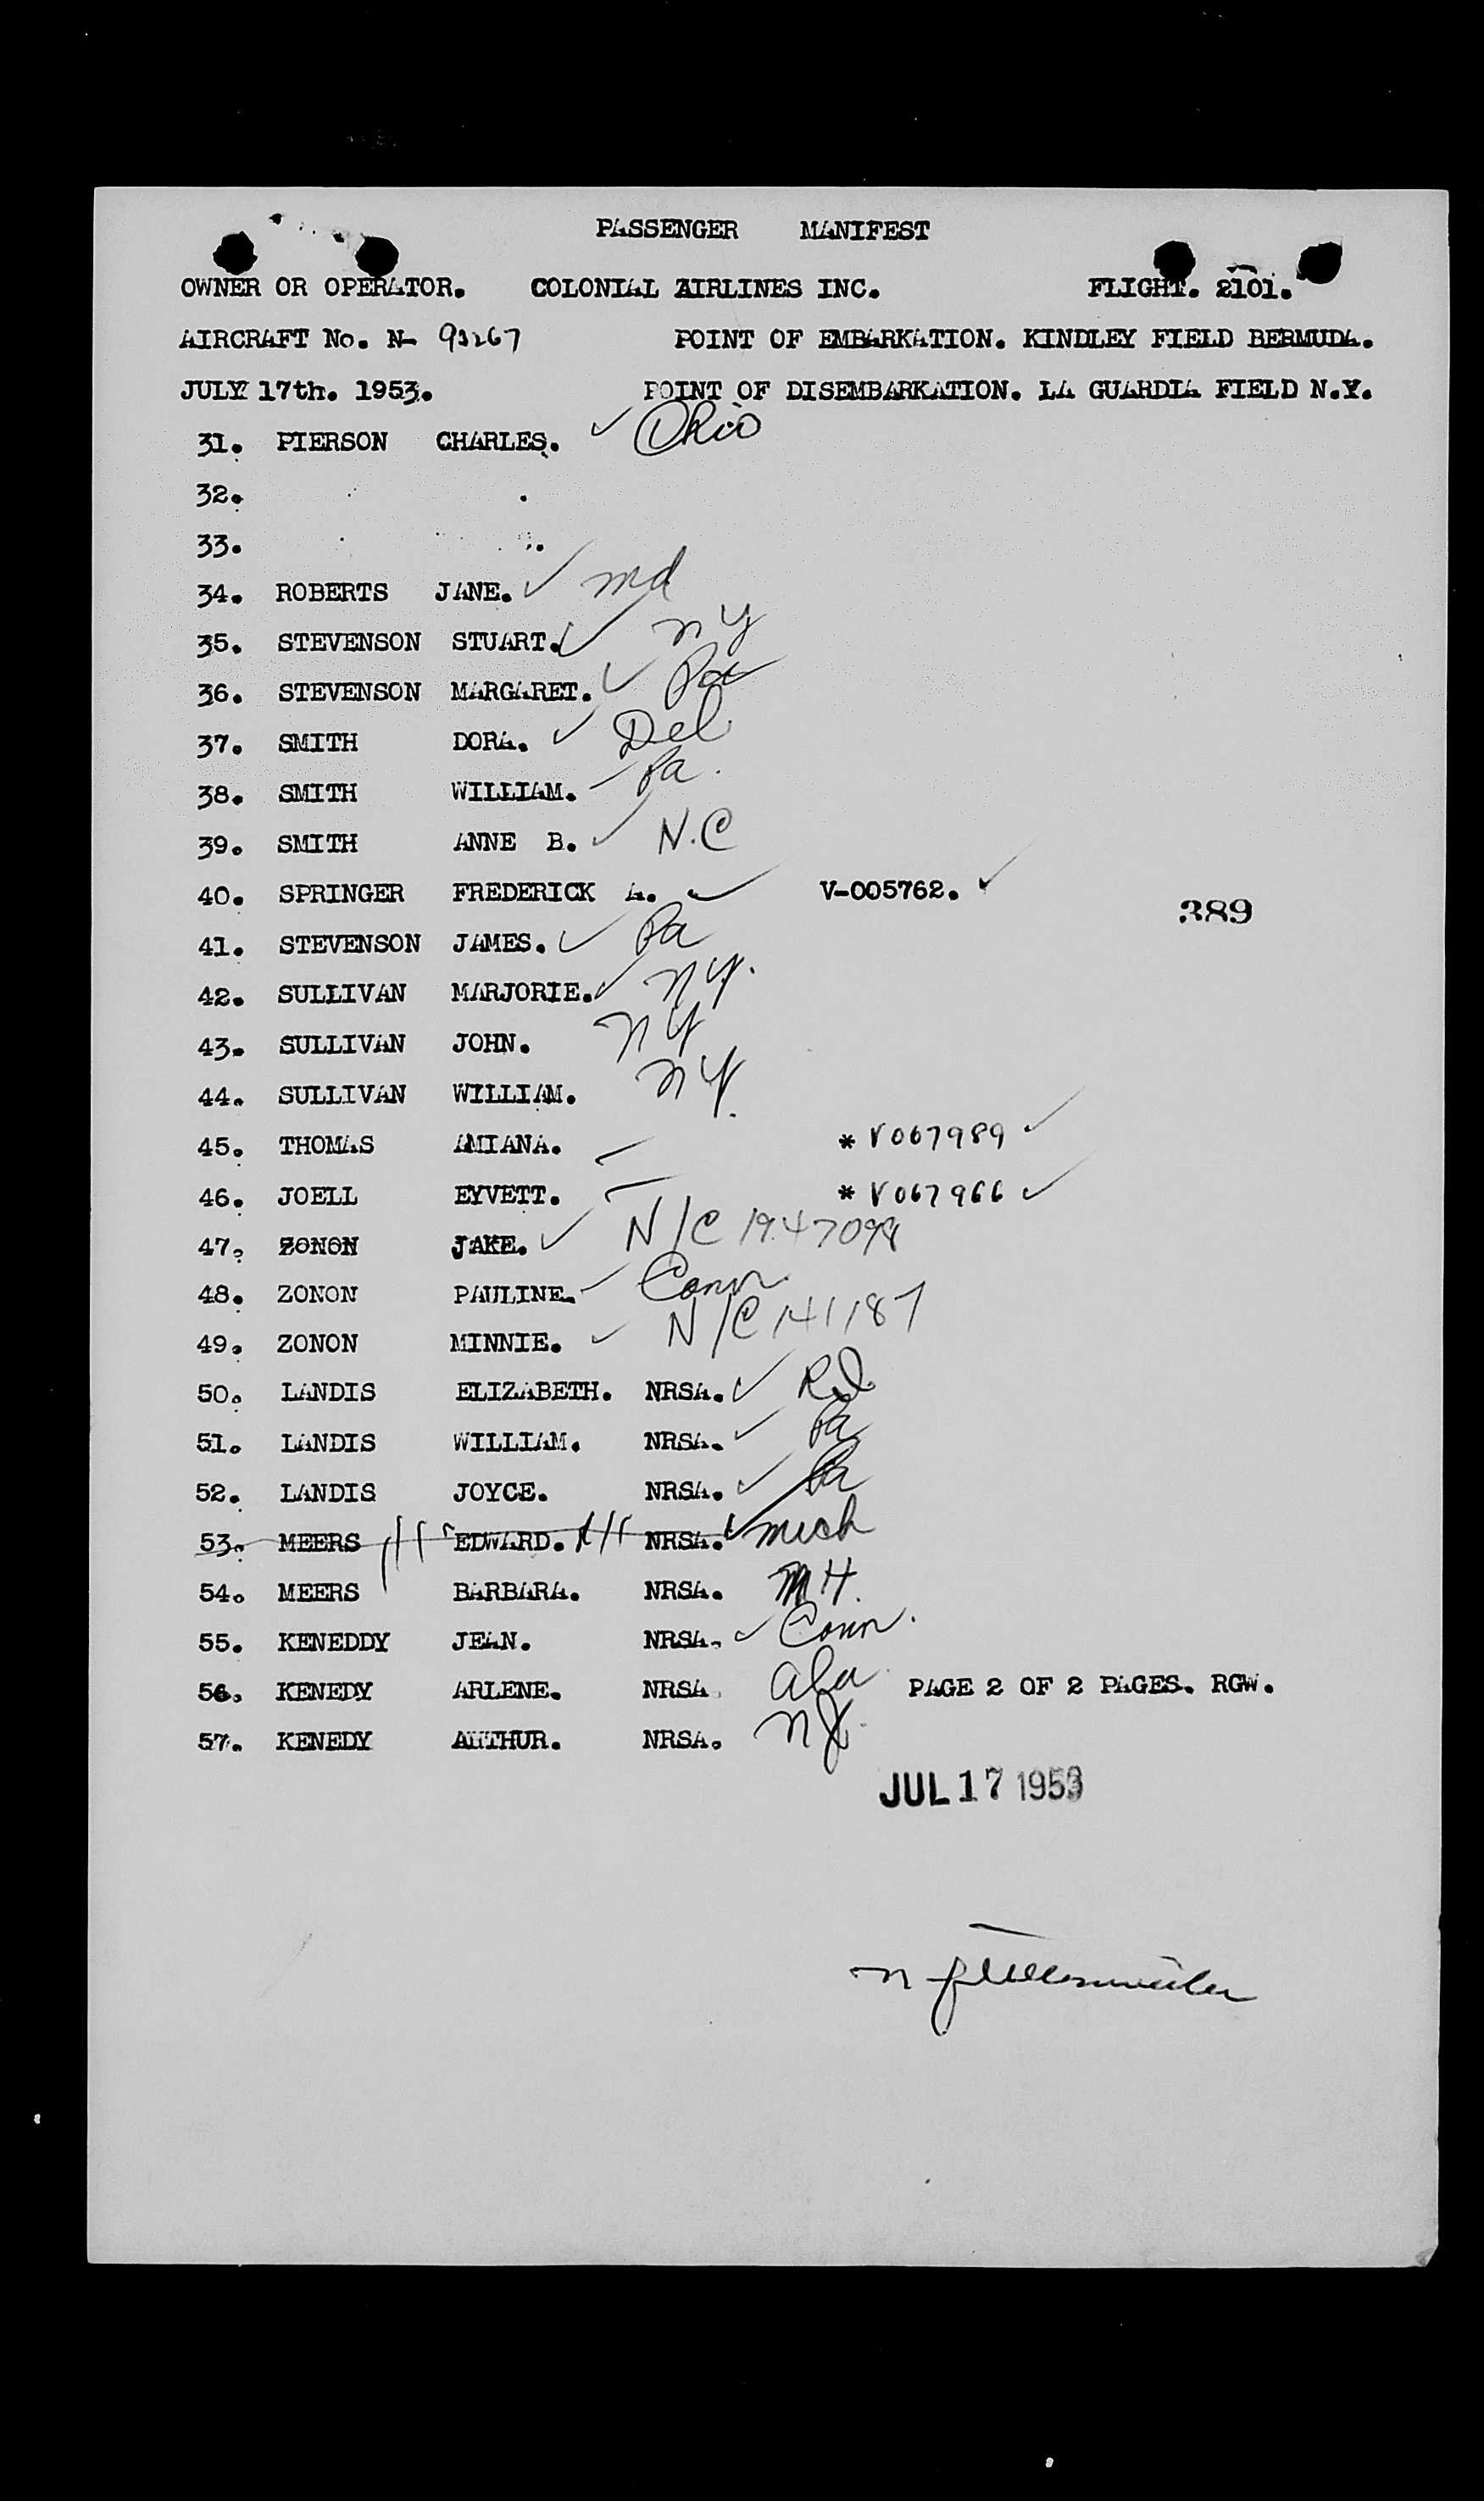 PASSENGER MANIFEST
OWNER OR OPERATOR. COLONIAL AIRLINES INC. FLIGHT. 2101.
AIRCRAFT No. N- 93267 POINT OF EMBARKATION. KINDLEY FIELD BERMUDA.
JULY 17th. 1953. POINT OF DISEMBARKATION. LA GUARDIA FIELD N.Y.
31. PIERSON CHARLES. ✓ Ohio
32. .
33. .
34. ROBERTS JANE. ✓ md
35. STEVENSON STUART. ✓ n y
36. STEVENSON MARGARET. ✓ Pa
37. SMITH DORA. ✓ Del
38. SMITH WILLIAM. Pa.
39. SMITH ANNE B. ✓ N.C
40. SPRINGER FREDERICK A. ✓ V-005762. ✓
389
41. STEVENSON JAMES. ✓ Pa
42. SULLIVAN MARJORIE. ✓ n y.
43. SULLIVAN JOHN. n y
44. SULLIVAN WILLIAM. n y.
45. THOMAS AMIANA. * V067989 ✓
46. JOELL EYVETT. * V067966 ✓
47. ZONON JAKE. ✓ N/C 1947098
48. ZONON PAULINE. Conn.
49. ZONON MINNIE. ✓ N/C 141187
50. LANDIS ELIZABETH. NRSA. ✓
51. LANDIS WILLIAM. NRSA. ✓ Pa
52. LANDIS JOYCE. NRSA. ✓ Pa
53. MEERS EDWARD. NRSA. ✓ mich
54. MEERS BARBARA. NRSA. H.
55. KENEDDY JEAN. NRSA. ✓ Conn.
56. KENEDY ARLENE. NRSA ala. PAGE 2 OF 2 PAGES. RGW.
57. KENEDY ARTHUR. NRSA. n J.
JUL 17 1953